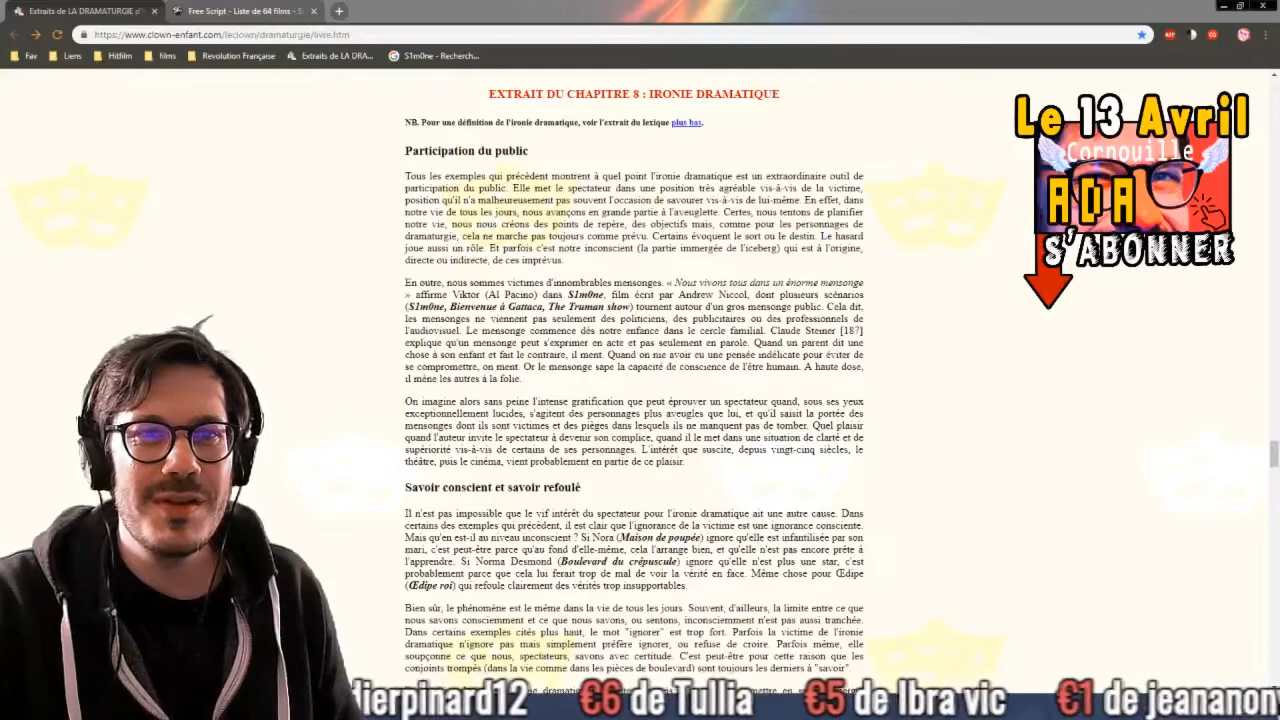 Extraits de LA DRAMATURGIE d'
Free Script - Liste de 64 films - S
https://www.clown-enfant.com/leclown/dramaturgie/livre.htm
Fav
Liens
Hitfilm
films
Revolution Française
Extraits de LA DRA...
S1m0ne - Recherch...
EXTRAIT DU CHAPITRE 8 : IRONIE DRAMATIQUE
NB. Pour une définition de l'ironie dramatique, voir l'extrait du lexique plus bas.
Participation du public
Tous les exemples qui précèdent montrent à quel point l'ironie dramatique est un extraordinaire outil de
participation du public. Elle met le spectateur dans une position très agréable vis-à-vis de la victime,
position qu'il n'a malheureusement pas souvent l'occasion de savourer vis-à-vis de lui-même. En effet, dans
notre vie de tous les jours, nous avançons en grande partie à l'aveuglette. Certes, nous tentons de planifier
notre vie, nous nous créons des points de repère, des objectifs mais, comme pour les personnages de
dramaturgie, cela ne marche pas toujours comme prévu. Certains évoquent le sort ou le destin. Le hasard
joue aussi un rôle. Et parfois c'est notre inconscient (la partie immergée de l'iceberg) qui est à l'origine,
directe ou indirecte, de ces imprévus.
En outre, nous sommes victimes d'innombrables mensonges. « Nous vivons tous dans un énorme mensonge
» affirme Viktor (Al Pacino) dans S1m0ne, film écrit par Andrew Niccol, dont plusieurs scénarios
(S1m0ne, Bienvenue à Gattaca, The Truman show) tournent autour d'un gros mensonge public. Cela dit,
les mensonges ne viennent pas seulement des politiciens, des publicitaires ou des professionnels de
l'audiovisuel. Le mensonge commence dès notre enfance dans le cercle familial. Claude Steiner [187]
explique qu'un mensonge peut s'exprimer en acte et pas seulement en parole. Quand un parent dit une
chose à son enfant et fait le contraire, il ment. Quand on nie avoir eu une pensée indélicate pour éviter de
se compromettre, on ment. Or le mensonge sape la capacité de conscience de l'être humain. A haute dose,
il mène les autres à la folie.
On imagine alors sans peine l'intense gratification que peut éprouver un spectateur quand, sous ses yeux
exceptionnellement lucides, s'agitent des personnages plus aveugles que lui, et qu'il saisit la portée des
mensonges dont ils sont victimes et des pièges dans lesquels ils ne manquent pas de tomber. Quel plaisir
quand l'auteur invite le spectateur à devenir son complice, quand il le met dans une situation de clarté et de
supériorité vis-à-vis de certains de ses personnages. L'intérêt que suscite, depuis vingt-cinq siècles, le
théâtre, puis le cinéma, vient probablement en partie de ce plaisir.
Savoir conscient et savoir refoulé
Il n'est pas impossible que le vif intérêt du spectateur pour l'ironie dramatique ait une autre cause. Dans
certains des exemples qui précèdent, il est clair que l'ignorance de la victime est une ignorance consciente.
Mais qu'en est-il au niveau inconscient ? Si Nora (Maison de poupée) ignore qu'elle est infantilisée par son
mari, c'est peut-être parce qu'au fond d'elle-même, cela l'arrange bien, et qu'elle n'est pas encore prête à
l'apprendre. Si Norma Desmond (Boulevard du crépuscule) ignore qu'elle n'est plus une star, c'est
probablement parce que cela lui ferait trop de mal de voir la vérité en face. Même chose pour Œdipe
(Œdipe roi) qui refoule clairement des vérités trop insupportables.
Bien sûr, le phénomène est le même dans la vie de tous les jours. Souvent, d'ailleurs, la limite entre ce que
nous savons consciemment et ce que nous savons, ou sentons, inconsciemment n'est pas aussi tranchée.
Dans certains exemples cités plus haut, le mot "ignorer" est trop fort. Parfois la victime de l'ironie
dramatique n'ignore pas mais simplement préfère ignorer, ou refuse de croire. Parfois même, elle
soupçonne ce que nous, spectateurs, savons avec certitude. C'est peut-être pour cette raison que les
conjoints trompés (dans la vie comme dans les pièces de boulevard) sont toujours les derniers à "savoir"
Le 13 Avril
Cornouille
ADA
S'ABONNER
dierpinard12 €6 de Tullia €5 de Ibra vic €1 de jeananon